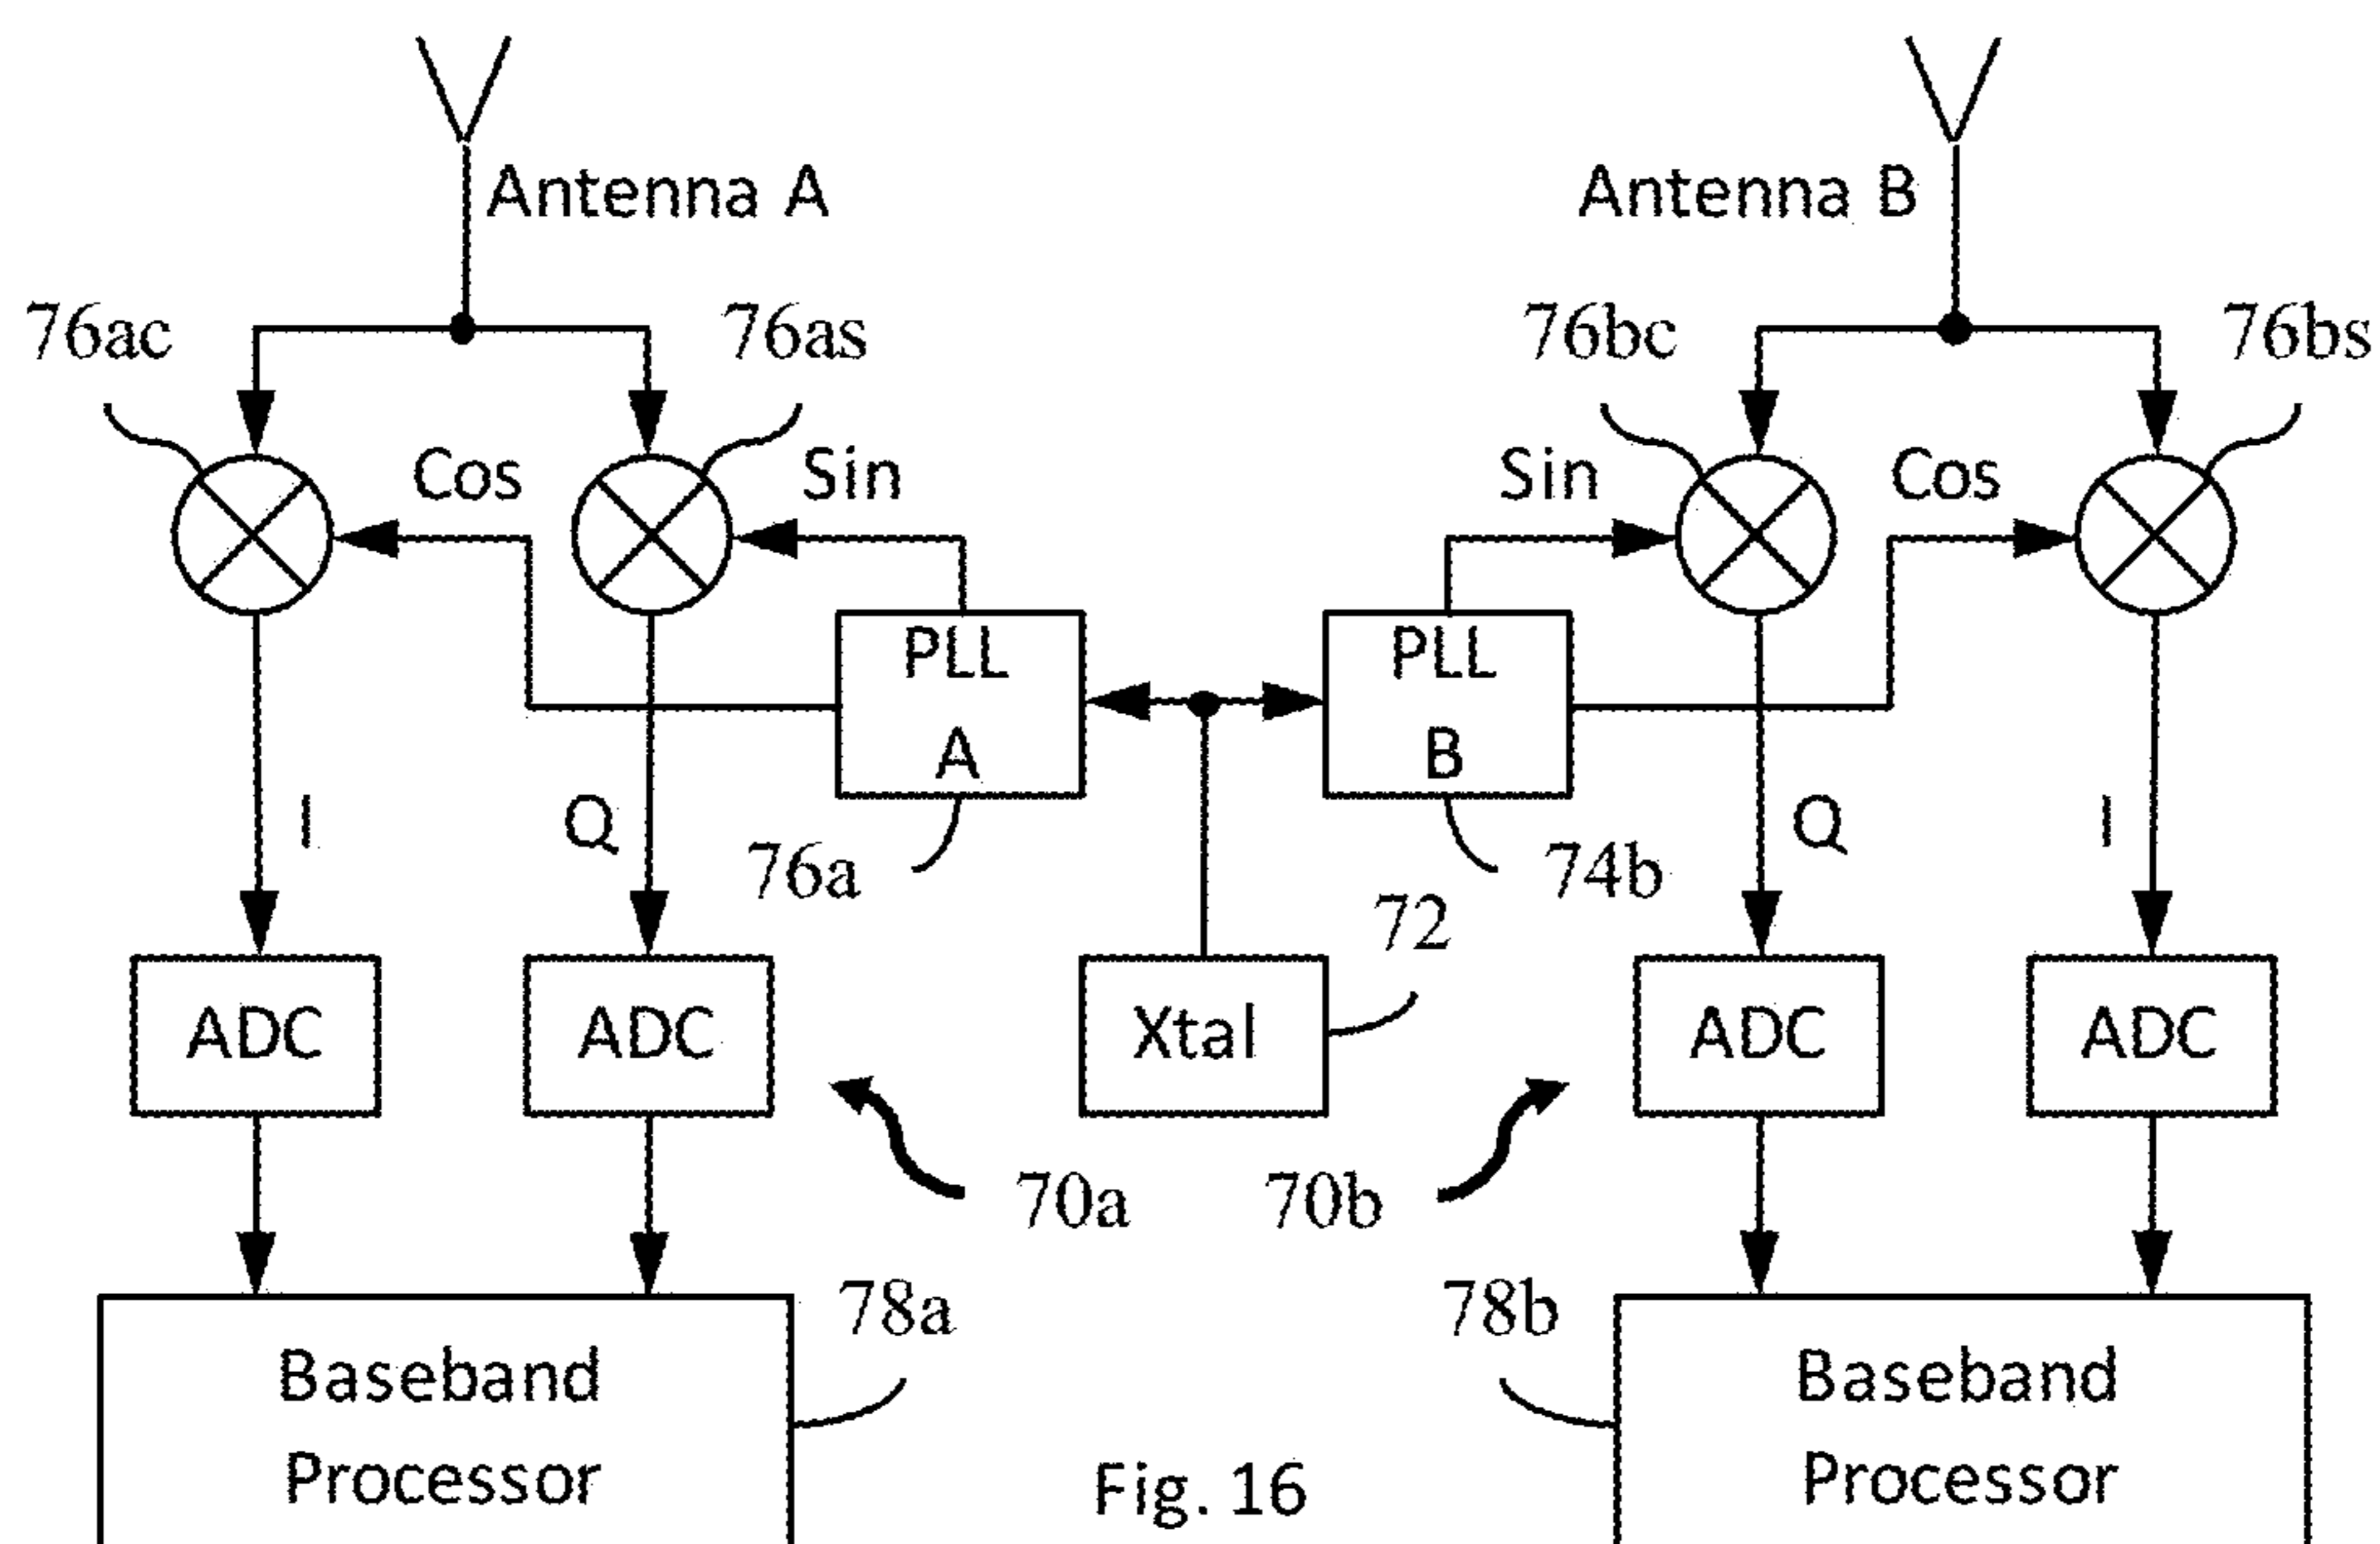 Antenna A
Antenna B
76ac
76as
76bc
76bs
Cos
Sin
Sin
Cos
PLL
A
PLL
B
I
Q
76a
74b
Q
I
72
ADC
ADC
Xtal
ADC
ADC
70a
70b
78a
78b
Baseband
Processor
Baseband
Processor
Fig. 16